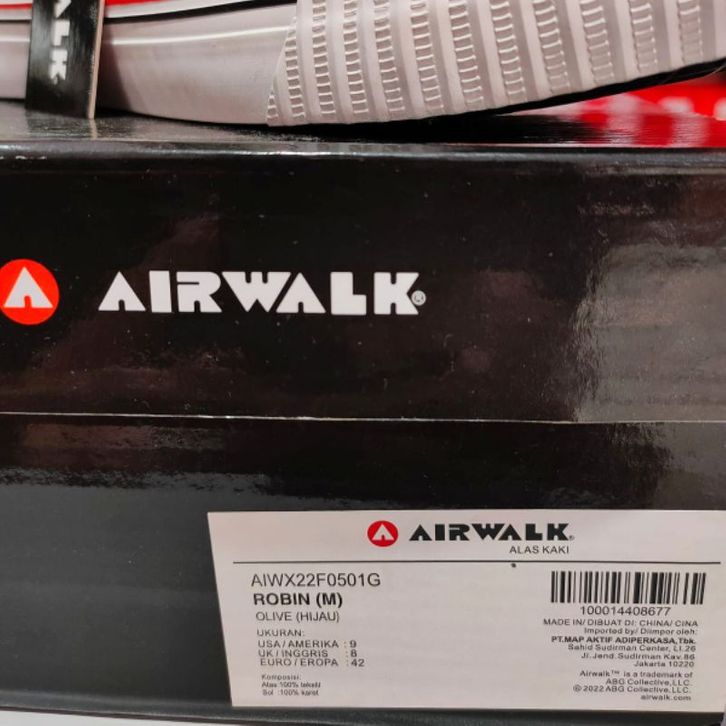 WALK
AIRWALK®
AIRWALK®
ALAS KAKI
AIWX22F0501G
ROBIN (M)
OLIVE (HIJAU)
UKURAN:
USA/AMERIKA : 9
UK/INGGRIS : 8
EURO/EROPA : 42
Komposisi:
Atas :100% tekstil
Sol :100% karet
100014408677
MADE IN/ DIBUAT DI: CHINA/ CINA
Imported by/ Diimpor oleh:
PT.MAP AKTIF ADIPERKASA,Tbk.
Sahid Sudirman Center, Lt.26
Jl.Jend.Sudirman Kav.86
Jakarta 10220
Airwalk™ is a trademark of
ABG Collective,LLC.
©2022 ABG Collective,LLC.
airwalk.com